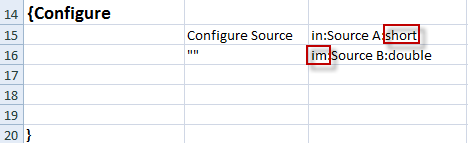 14 {Configure
15 Configure Source in:Source A:short
16 "" im:Source B:double
17
18
19
20 }